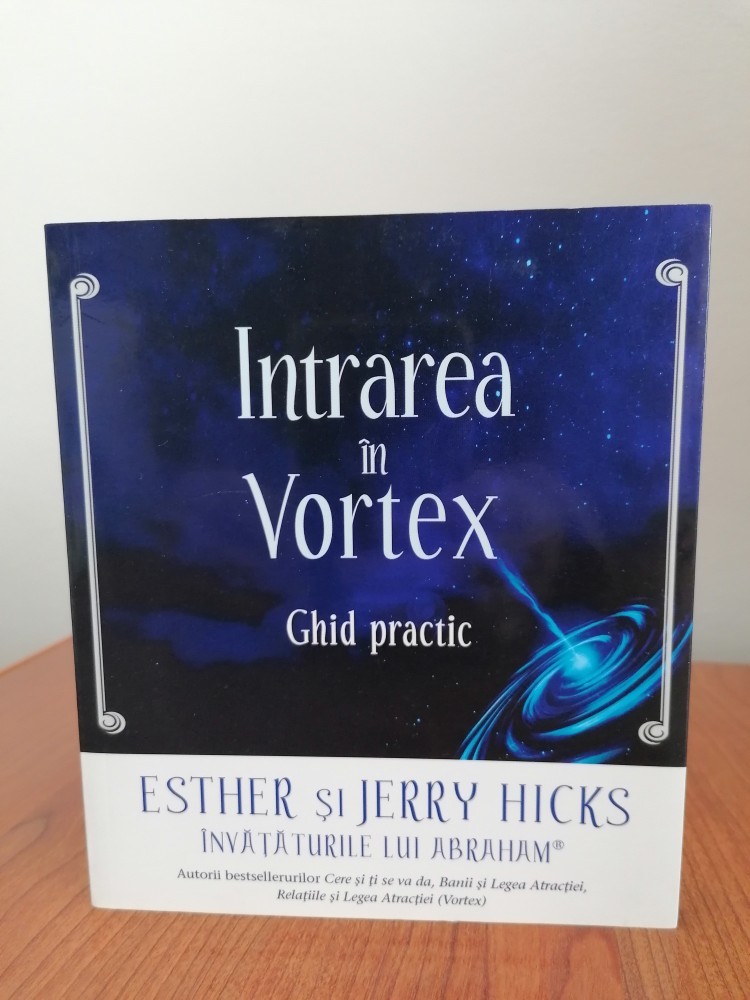 Intrarea
în
Vortex
Ghid practic
ESTHER ȘI JERRY HICKS
ÎNVĂȚĂTURILE LUI ABRAHAM®
Autorii bestsellerurilor Cere și ți se va da, Banii și Legea Atracției,
Relațiile și Legea Atracției (Vortex)